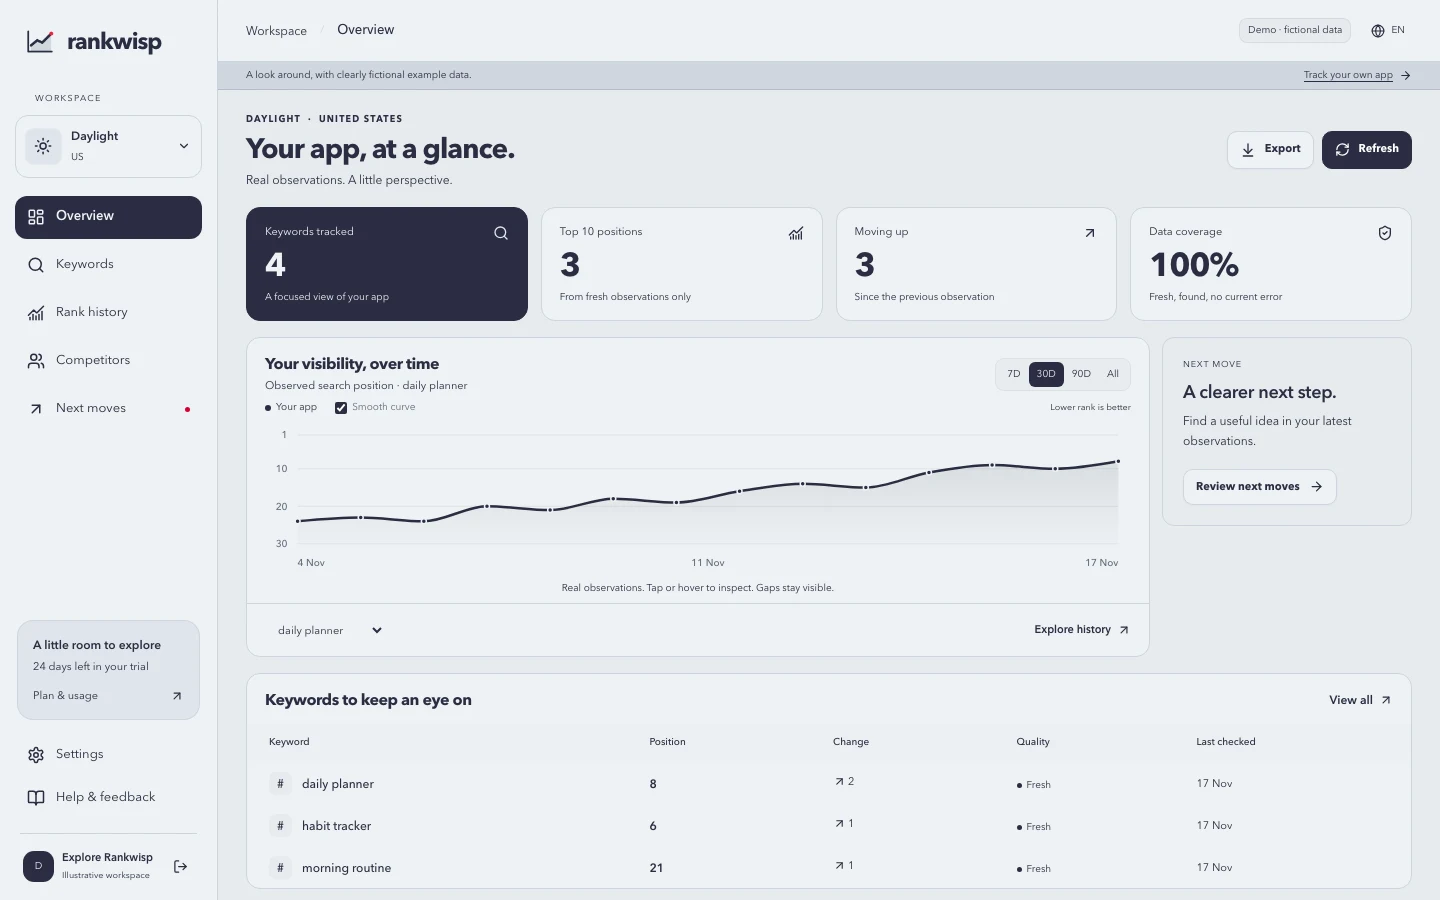 rankwisp
WORKSPACE
Daylight
US
Overview
Keywords
Rank history
Competitors
Next moves
A little room to explore
24 days left in your trial
Plan & usage
Settings
Help & feedback
D
Explore Rankwisp
Illustrative workspace
Workspace / Overview
Demo · fictional data
EN
A look around, with clearly fictional example data.
Track your own app
DAYLIGHT · UNITED STATES
Your app, at a glance.
Real observations. A little perspective.
Export
Refresh
Keywords tracked
4
A focused view of your app
Top 10 positions
3
From fresh observations only
Moving up
3
Since the previous observation
Data coverage
100%
Fresh, found, no current error
Your visibility, over time
Observed search position · daily planner
7D 30D 90D All
Your app
Smooth curve
Lower rank is better
1
10
20
30
4 Nov 11 Nov 17 Nov
Real observations. Tap or hover to inspect. Gaps stay visible.
daily planner
Explore history
NEXT MOVE
A clearer next step.
Find a useful idea in your latest
observations.
Review next moves
Keywords to keep an eye on
View all
Keyword Position Change Quality Last checked
# daily planner 8 2 Fresh 17 Nov
# habit tracker 6 1 Fresh 17 Nov
# morning routine 21 1 Fresh 17 Nov